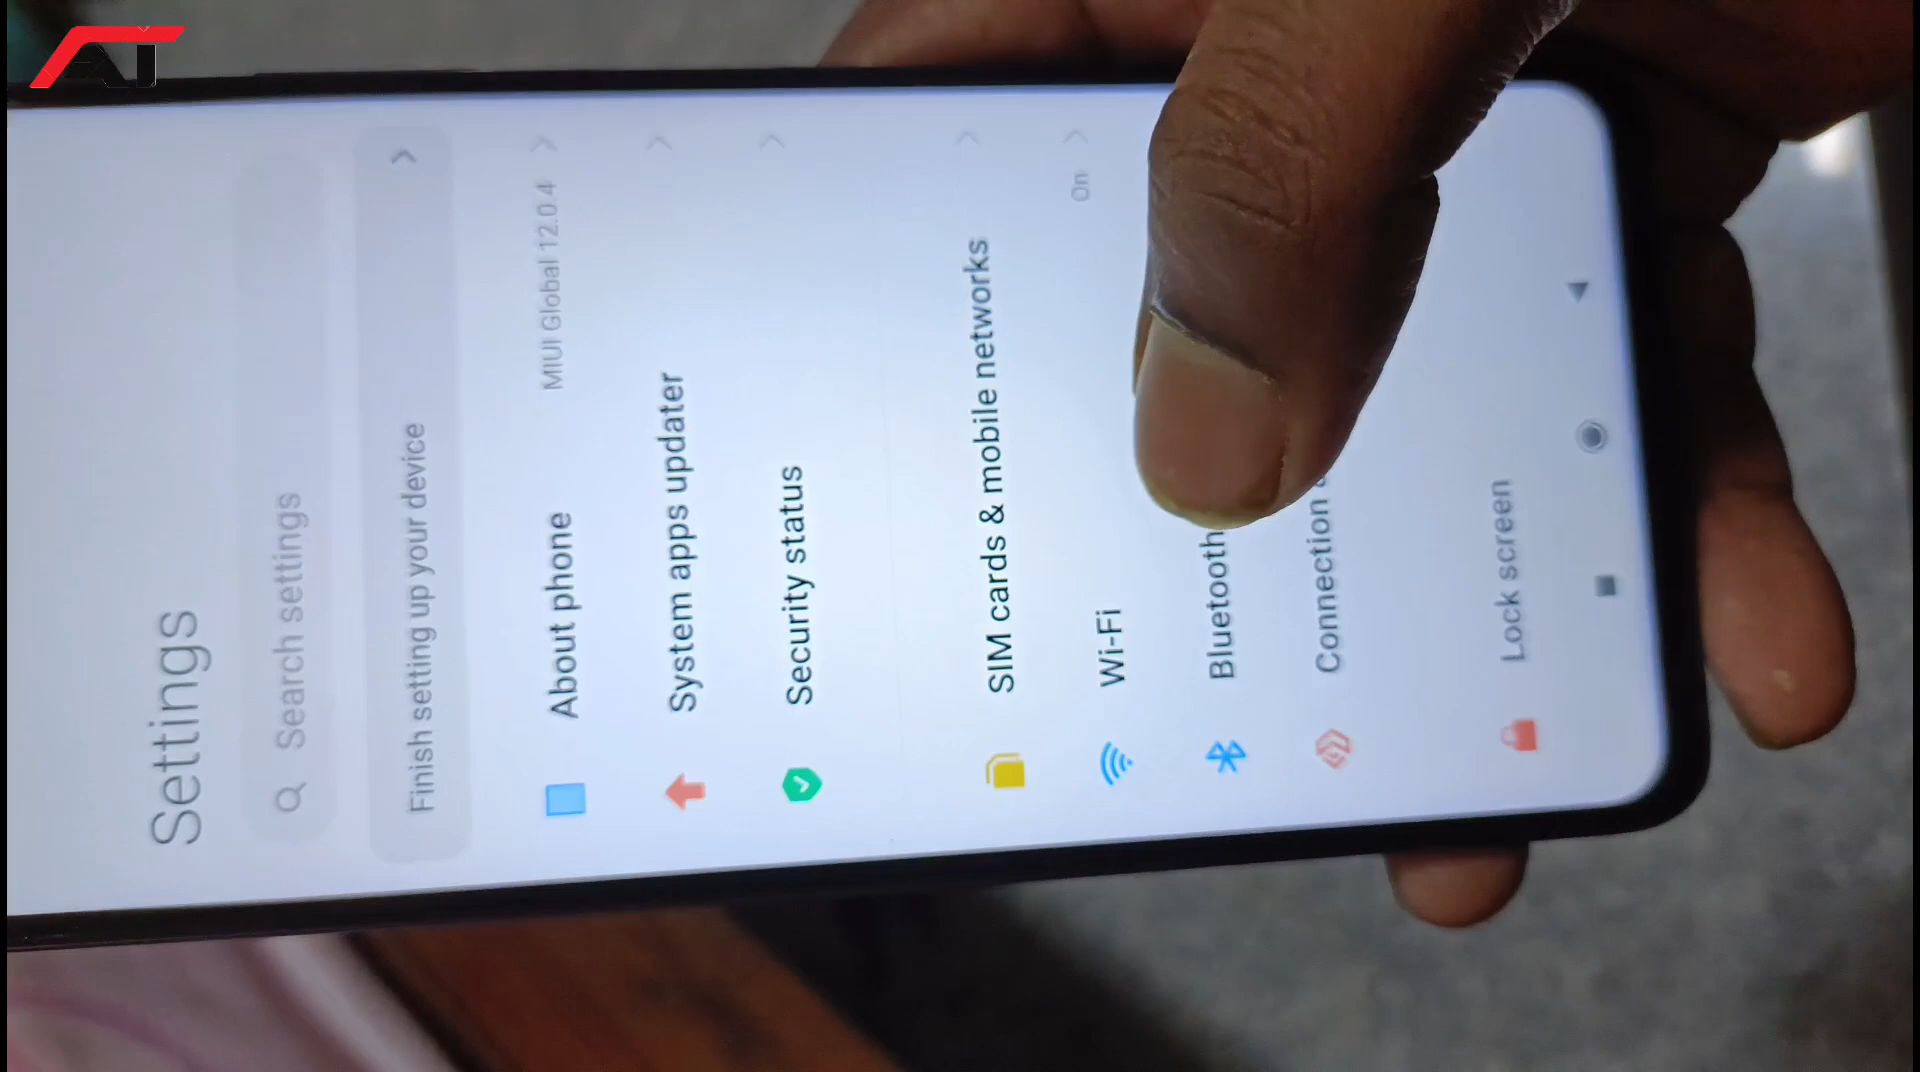 AT
Settings
Search settings
Finish setting up your device
About phone MIUI Global 12.0.4
System apps updater
Security status
SIM cards & mobile networks
Wi-Fi On
Bluetooth
Connection
Lock screen